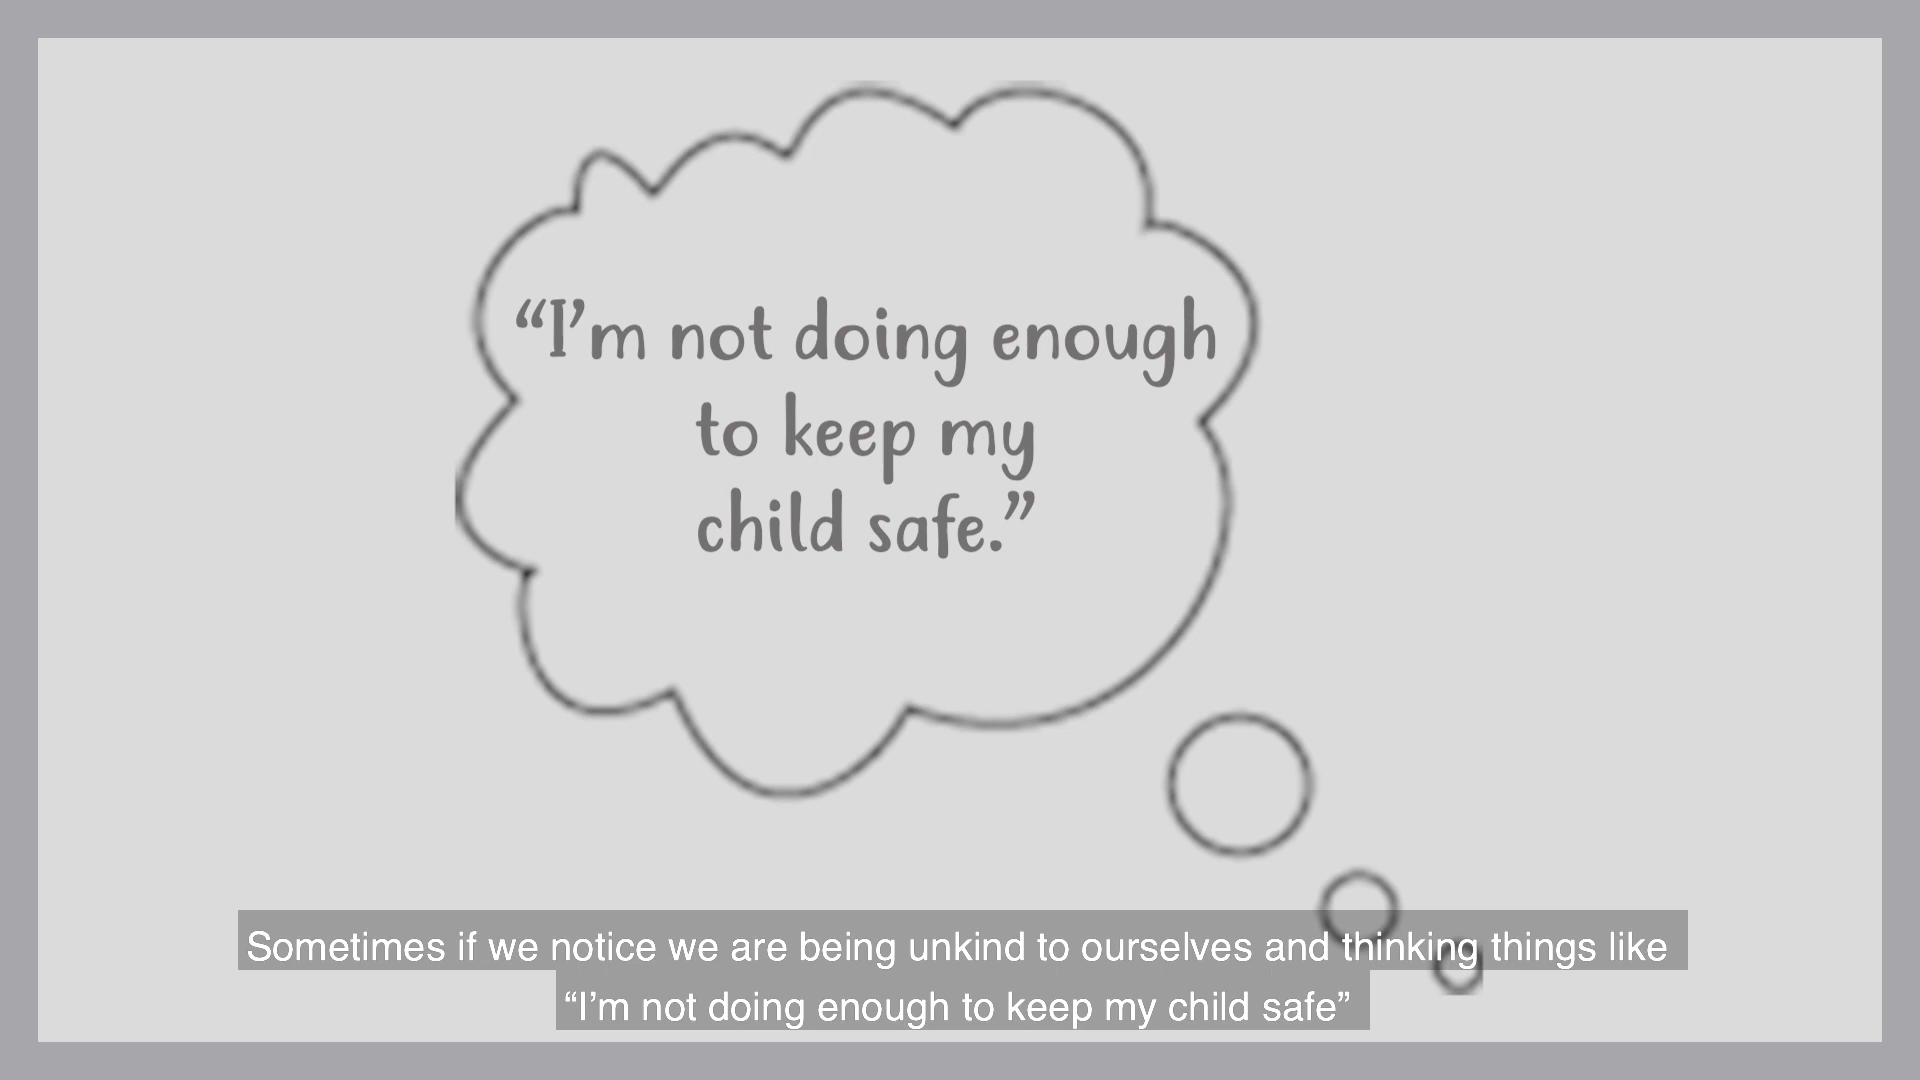 “I’m not doing enough
to keep my
child safe.”
Sometimes if we notice we are being unkind to ourselves and thinking things like
“I’m not doing enough to keep my child safe”